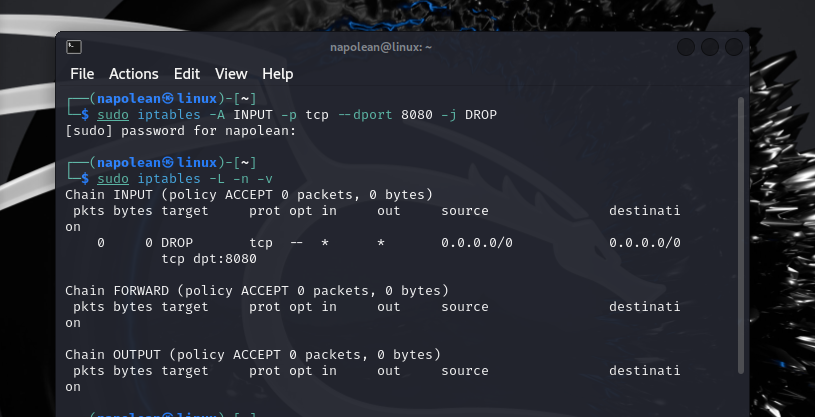 napolean@linux: ~
File Actions Edit View Help
┌──(napolean㉿linux)-[~]
└─$ sudo iptables -A INPUT -p tcp --dport 8080 -j DROP
[sudo] password for napolean:
┌──(napolean㉿linux)-[~]
└─$ sudo iptables -L -n -v
Chain INPUT (policy ACCEPT 0 packets, 0 bytes)
 pkts bytes target     prot opt in     out     source               destinati
on
    0     0 DROP       tcp  --  *      *       0.0.0.0/0            0.0.0.0/0
            tcp dpt:8080
Chain FORWARD (policy ACCEPT 0 packets, 0 bytes)
 pkts bytes target     prot opt in     out     source               destinati
on
Chain OUTPUT (policy ACCEPT 0 packets, 0 bytes)
 pkts bytes target     prot opt in     out     source               destinati
on